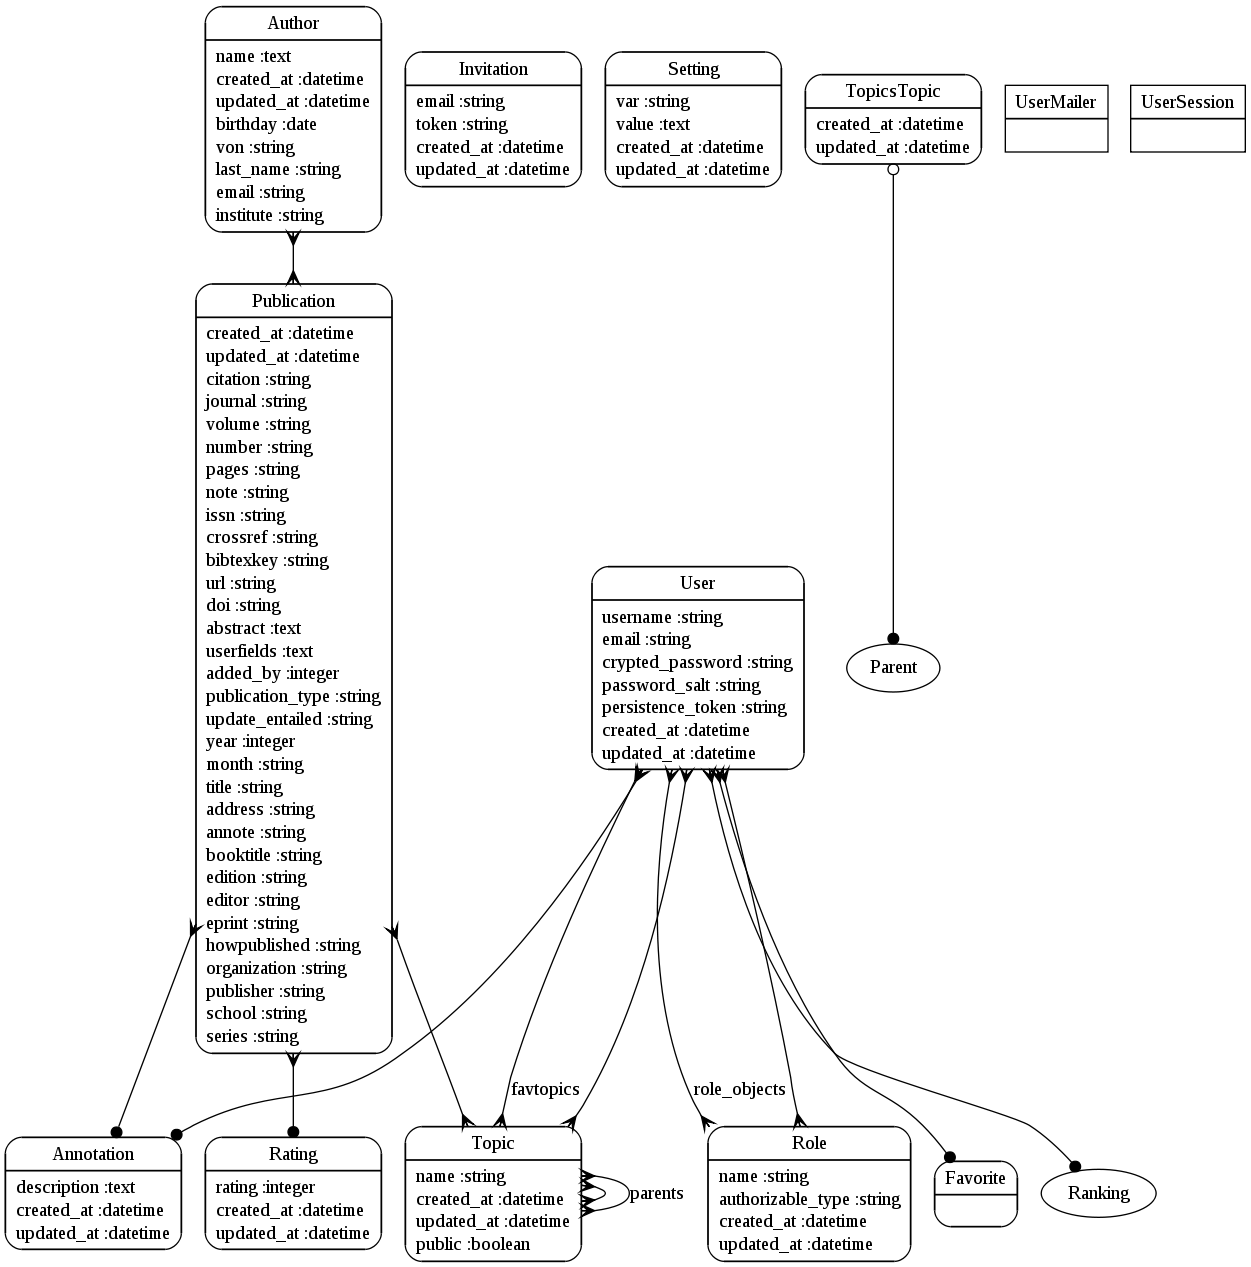 Author
name :text
created_at :datetime
updated_at :datetime
birthday :date
von :string
last_name :string
email :string
institute :string
Invitation
email :string
token :string
created_at :datetime
updated_at :datetime
Setting
var :string
value :text
created_at :datetime
updated_at :datetime
TopicsTopic
created_at :datetime
updated_at :datetime
UserMailer
UserSession
Publication
created_at :datetime
updated_at :datetime
citation :string
journal :string
volume :string
number :string
pages :string
note :string
issn :string
crossref :string
bibtexkey :string
url :string
doi :string
abstract :text
userfields :text
added_by :integer
publication_type :string
update_entailed :string
year :integer
month :string
title :string
address :string
annote :string
booktitle :string
edition :string
editor :string
eprint :string
howpublished :string
organization :string
publisher :string
school :string
series :string
User
username :string
email :string
crypted_password :string
password_salt :string
persistence_token :string
created_at :datetime
updated_at :datetime
Parent
favtopics
role_objects
Annotation
description :text
created_at :datetime
updated_at :datetime
Rating
rating :integer
created_at :datetime
updated_at :datetime
Topic
name :string
created_at :datetime
updated_at :datetime
public :boolean
parents
Role
name :string
authorizable_type :string
created_at :datetime
updated_at :datetime
Favorite
Ranking